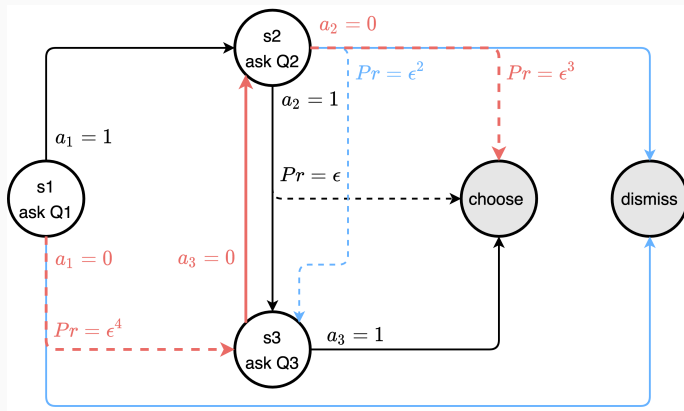 s2
ask Q2
a₂ = 0
Pr = ϵ²
Pr = ϵ³
a₂ = 1
a₁ = 1
s1
ask Q1
Pr = ϵ
choose
dismiss
a₁ = 0
a₃ = 0
Pr = ϵ⁴
s3
ask Q3
a₃ = 1